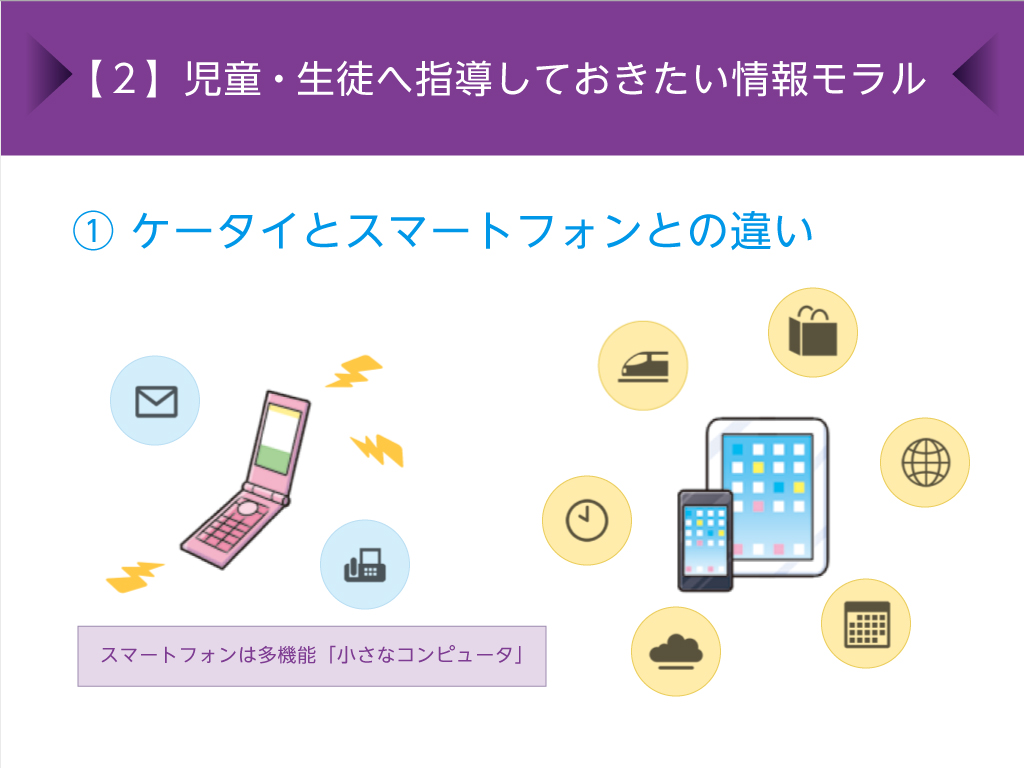 【2】児童・生徒へ指導しておきたい情報モラル
① ケータイとスマートフォンとの違い
スマートフォンは多機能「小さなコンピュータ」